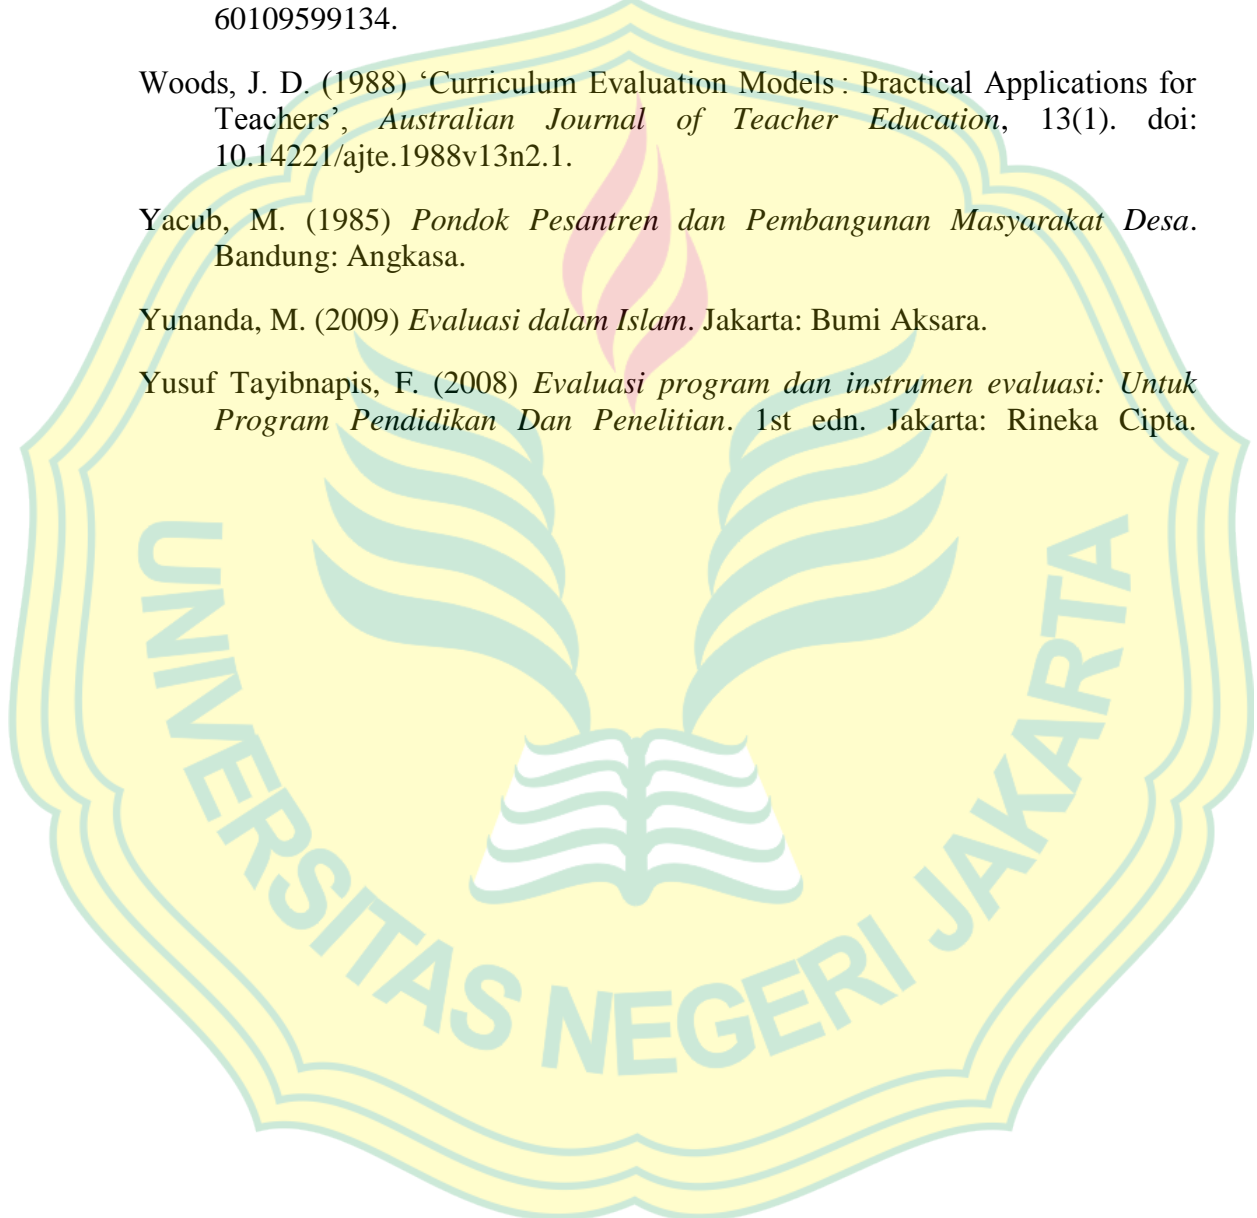 60109599134.
Woods, J. D. (1988) ‘Curriculum Evaluation Models : Practical Applications for
Teachers’, Australian Journal of Teacher Education, 13(1). doi:
10.14221/ajte.1988v13n2.1.
Yacub, M. (1985) Pondok Pesantren dan Pembangunan Masyarakat Desa.
Bandung: Angkasa.
Yunanda, M. (2009) Evaluasi dalam Islam. Jakarta: Bumi Aksara.
Yusuf Tayibnapis, F. (2008) Evaluasi program dan instrumen evaluasi: Untuk
Program Pendidikan Dan Penelitian. 1st edn. Jakarta: Rineka Cipta.
UNIVERSITAS NEGERI JAKARTA